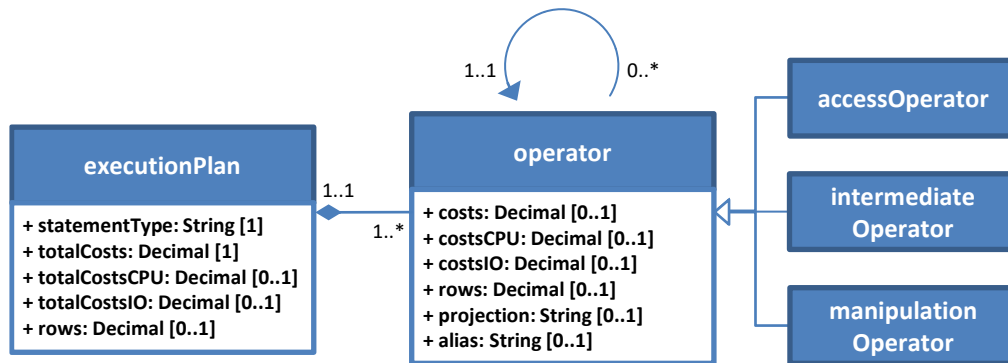 1..1
0..*
executionPlan
+ statementType: String [1]
+ totalCosts: Decimal [1]
+ totalCostsCPU: Decimal [0..1]
+ totalCostsIO: Decimal [0..1]
+ rows: Decimal [0..1]
1..1
1..*
operator
+ costs: Decimal [0..1]
+ costsCPU: Decimal [0..1]
+ costsIO: Decimal [0..1]
+ rows: Decimal [0..1]
+ projection: String [0..1]
+ alias: String [0..1]
accessOperator
intermediate
Operator
manipulation
Operator